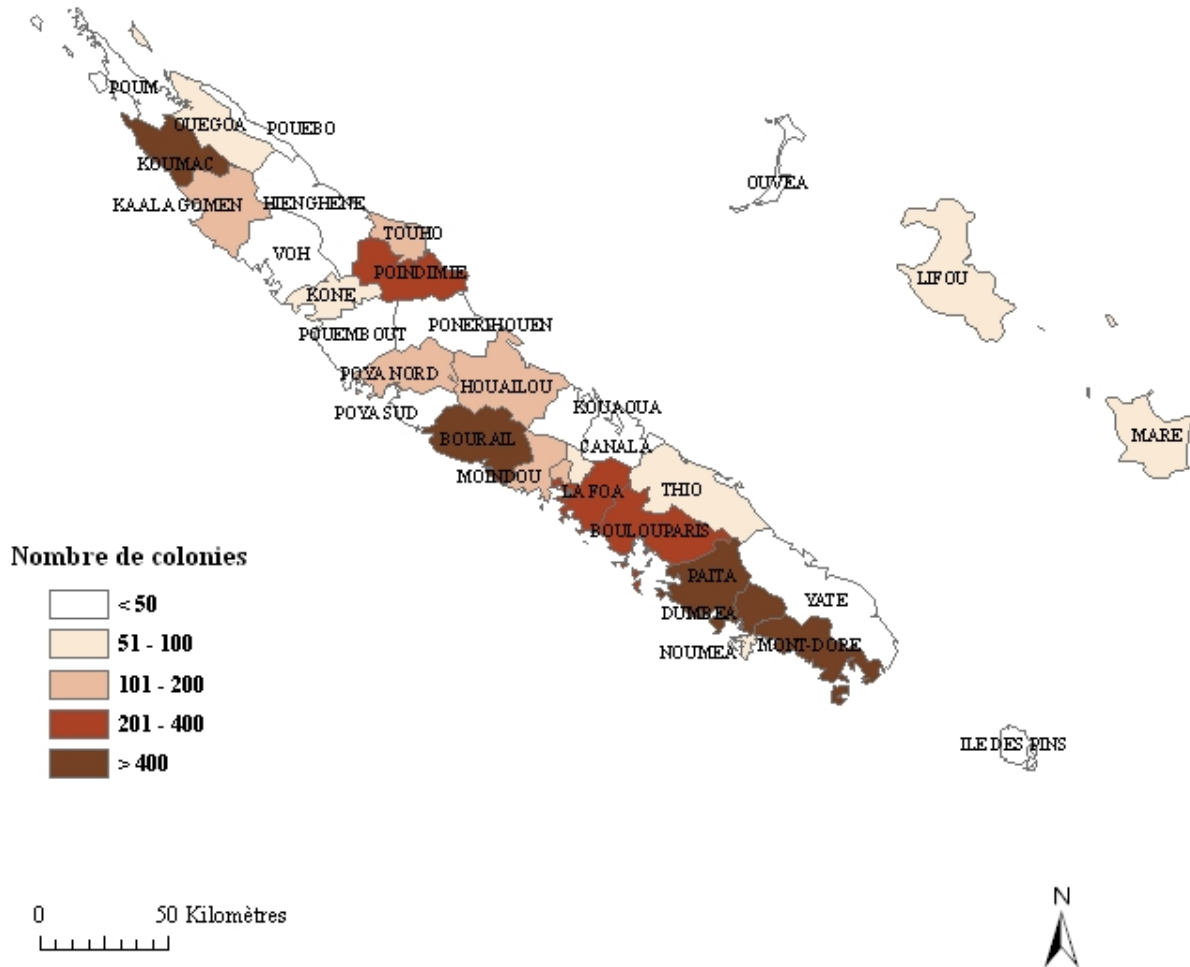 POUM
OUEGOA
POUEBO
KOUMAC
OUVEA
KAALA GOMEN
HIENGHENE
TOUHO
VOH
POINDIMIE
LIFOU
KONE
POUEMBOUT
PONERIHOUEN
POYA NORD
HOUAILOU
POYA SUD
KOUAOUA
BOURAIL
CANALA
MARE
MOINDOU
LA FOA
THIO
BOULOUPARIS
Nombre de colonies
PAITA
< 50
YATE
DUMBEA
51 - 100
NOUMEA
MONT-DORE
101 - 200
201 - 400
ILE DES PINS
> 400
N
0 50 Kilomètres